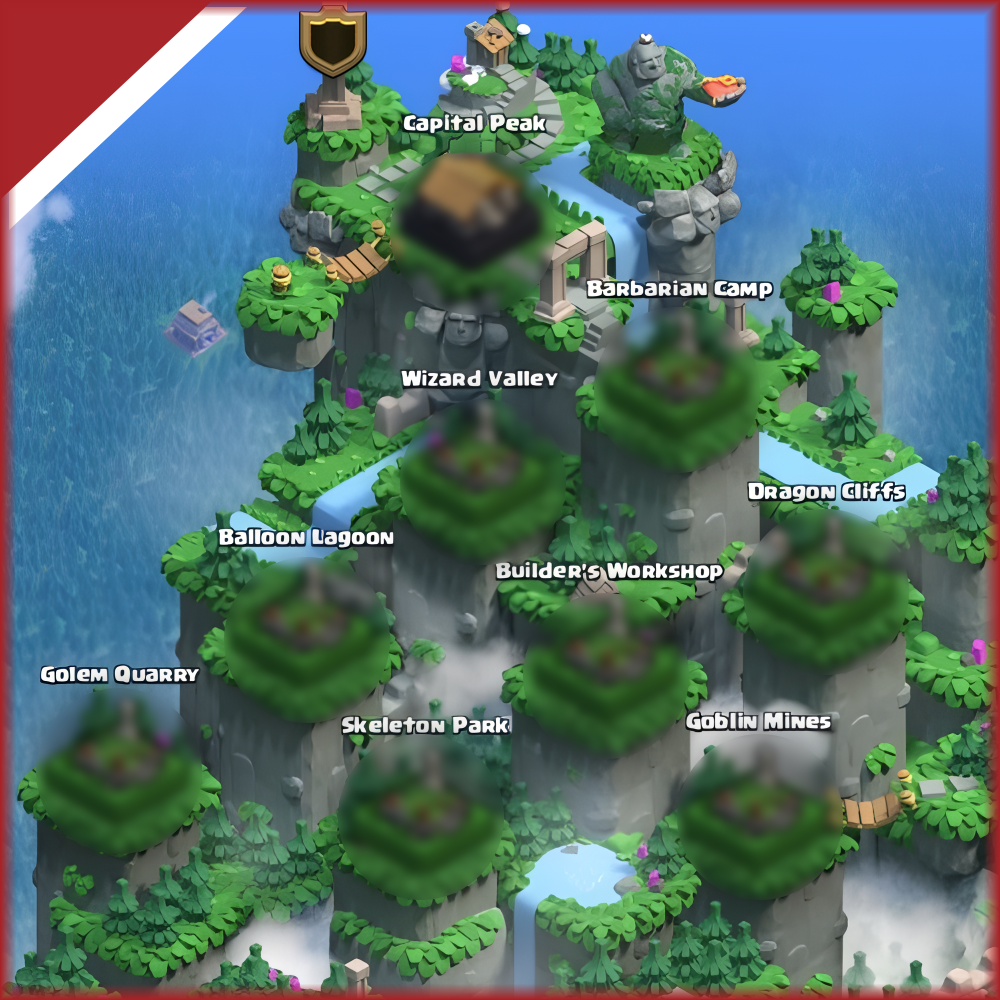 Capital Peak
Barbarian Camp
Wizard Valley
Dragon Cliffs
Balloon Lagoon
Builder's Workshop
Golem Quarry
Skeleton Park
Goblin Mines